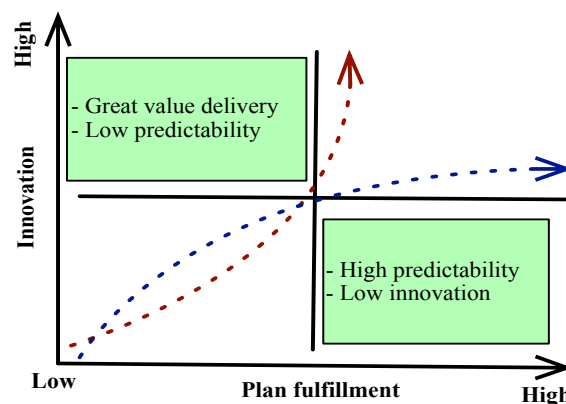 High
- Great value delivery
- Low predictability
Innovation
- High predictability
- Low innovation
Low
Plan fulfillment
High